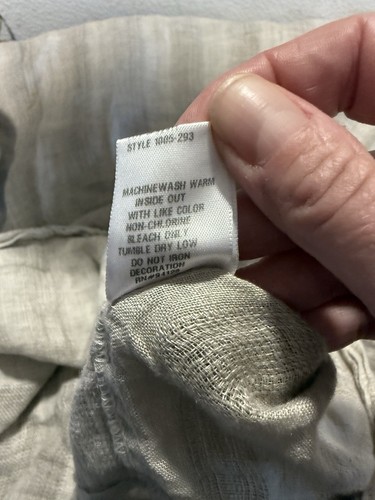 STYLE 1005-293
MACHINEWASH WARM
INSIDE OUT
WITH LIKE COLOR
NON-CHLORINE
BLEACH ONLY
TUMBLE DRY LOW
DO NOT IRON
DECORATION